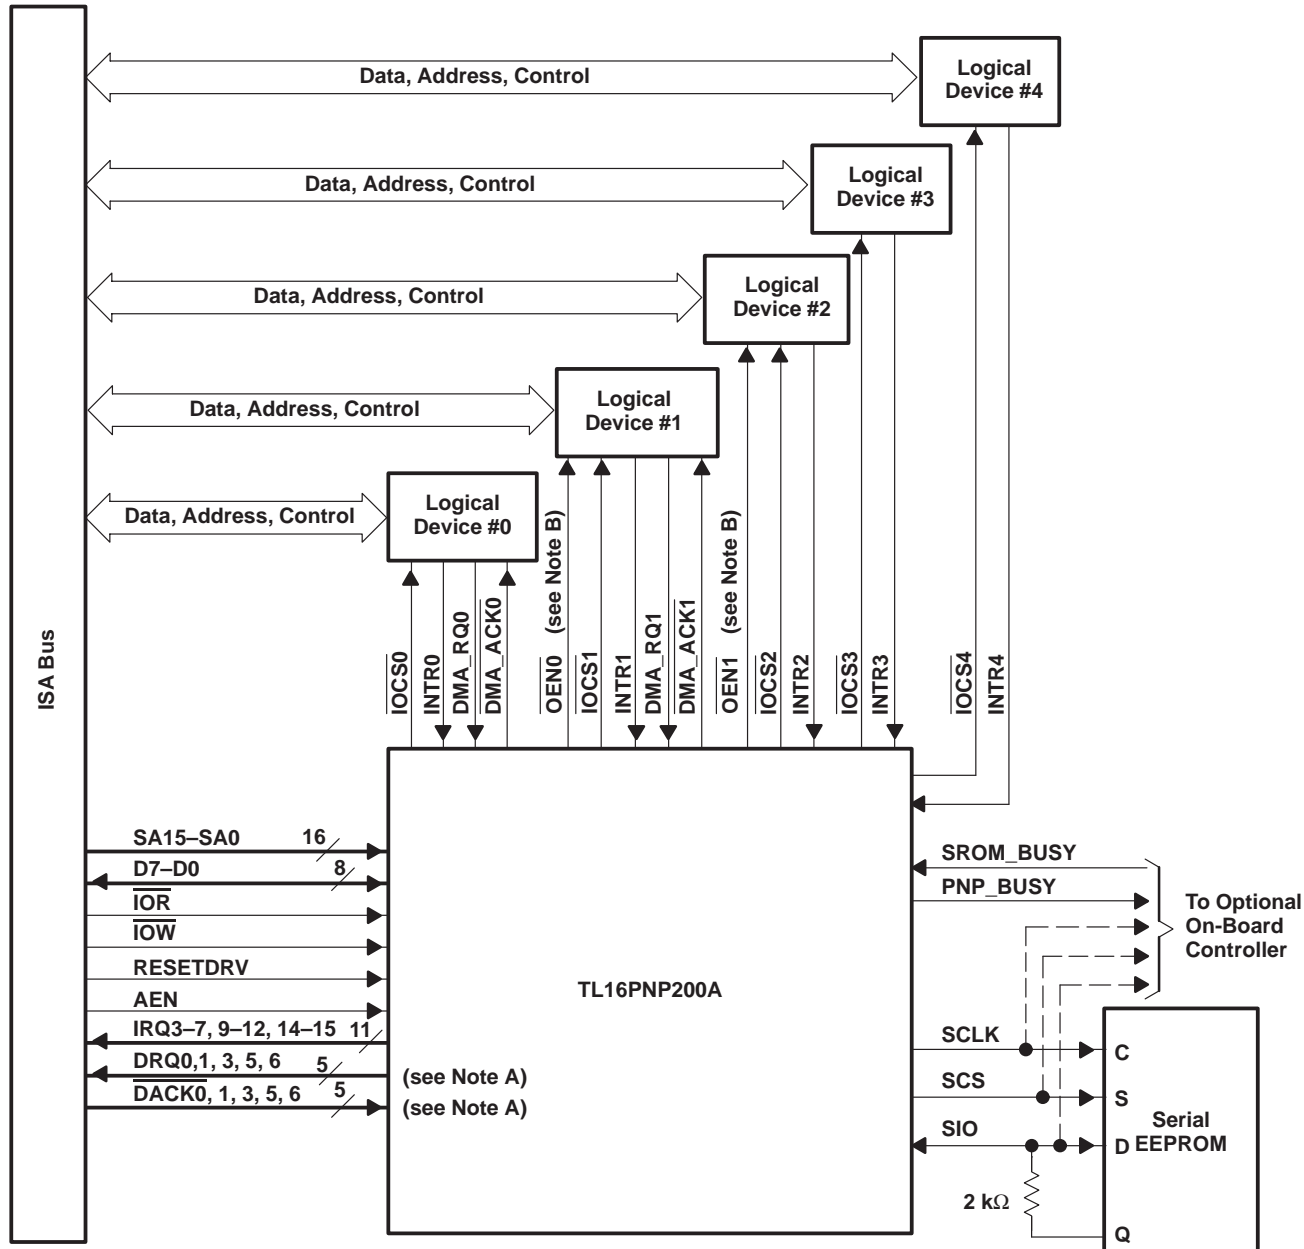 Data, Address, Control
Logical
Device #4
Data, Address, Control
Logical
Device #3
Data, Address, Control
Logical
Device #2
Data, Address, Control
Logical
Device #1
Data, Address, Control
Logical
Device #0
ISA Bus
IOCS0
INTR0
DMA_RQ0
DMA_ACK0
OEN0 (see Note B)
IOCS1
INTR1
DMA_RQ1
DMA_ACK1
OEN1 (see Note B)
IOCS2
INTR2
IOCS3
INTR3
IOCS4
INTR4
SA15–SA0 16
D7–D0 8
IOR
IOW
RESETDRV
AEN
IRQ3–7, 9–12, 14–15 11
DRQ0,1, 3, 5, 6 5
(see Note A)
DACK0, 1, 3, 5, 6 5
(see Note A)
TL16PNP200A
SROM_BUSY
PNP_BUSY
To Optional
On-Board
Controller
SCLK
C
SCS
S
SIO
D
Serial
EEPROM
2 kΩ
Q